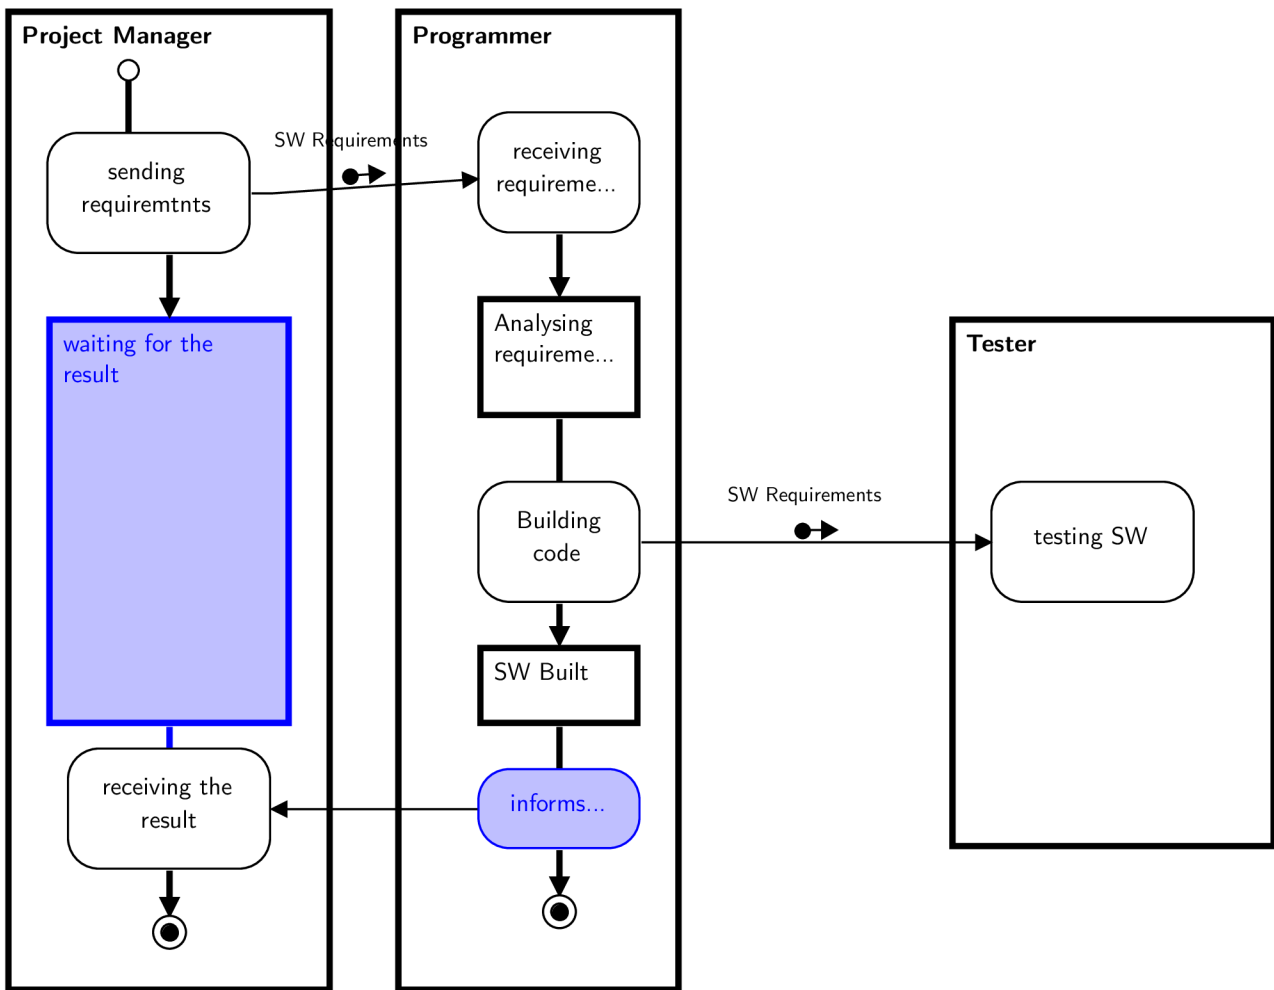 Project Manager
sending
requiremtnts
waiting for the
result
receiving the
result
SW Requirements
Programmer
receiving
requireme...
Analysing
requireme...
Building
code
SW Built
informs...
SW Requirements
Tester
testing SW